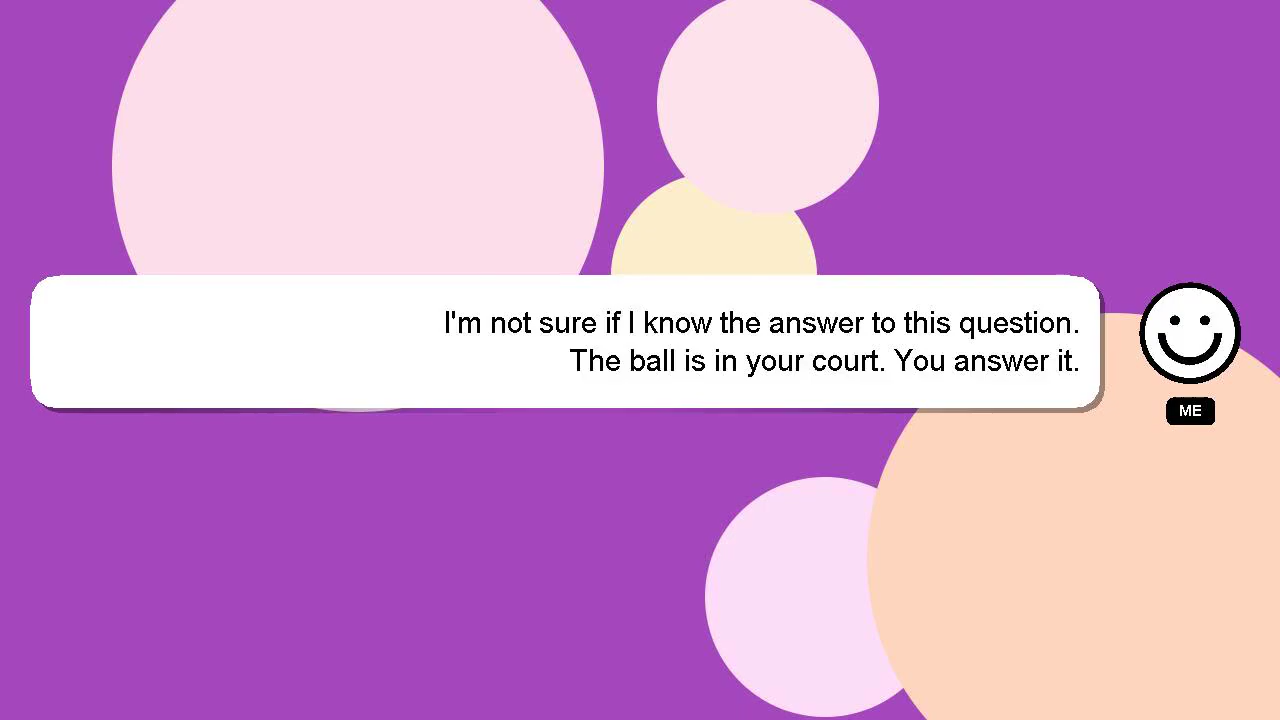 I'm not sure if I know the answer to this question.
The ball is in your court. You answer it.
ME